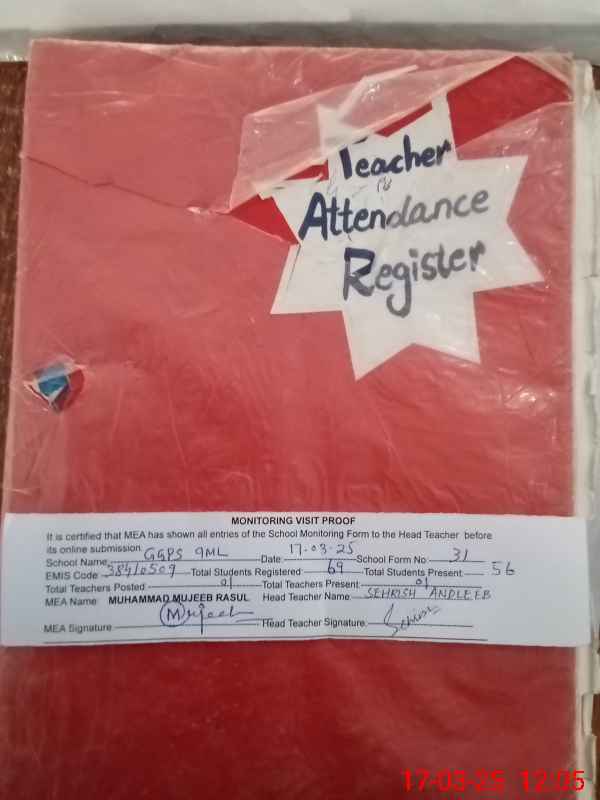 Teacher
Attendance
Register
MONITORING VISIT PROOF
It is certified that MEA has shown all entries of the School Monitoring Form to the Head Teacher before
its online submission
School Name: GGPS 9ML Date: 17-03-25 School Form No 31
EMIS Code: 38410509 Total Students Registered 69 Total Students Present 56
Total Teachers Posted 01 Total Teachers Present 01
MEA Name: MUHAMMAD MUJEEB RASUL Head Teacher Name: SEHRISH ANDLEEB
MEA Signature: Mujeeb Head Teacher Signature: Sehrish
17-03-25 12:05